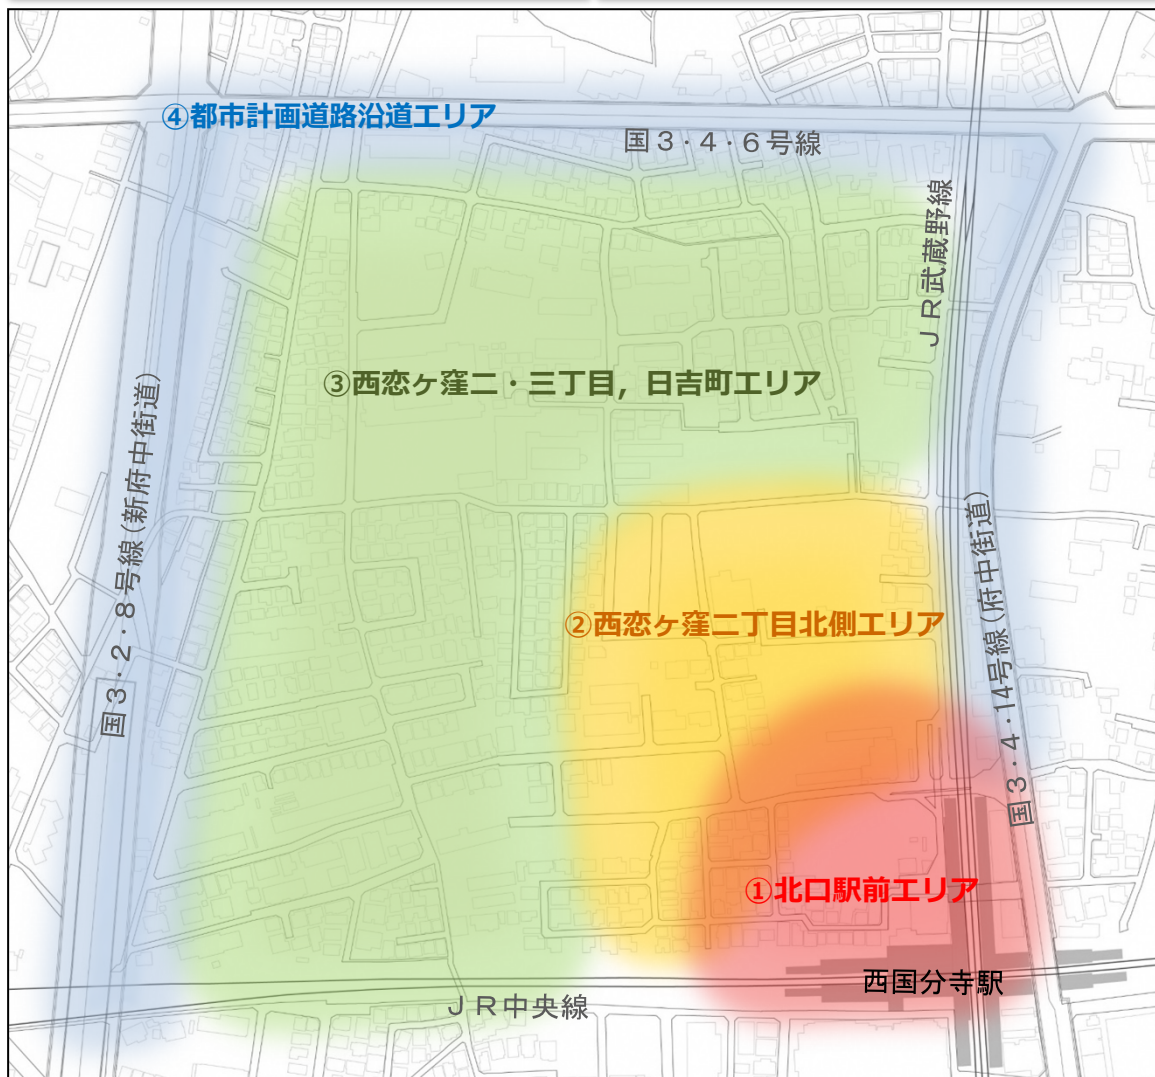 ④都市計画道路沿道エリア
国３・４・６号線
ＪＲ武蔵野線
③西恋ヶ窪二・三丁目，日吉町エリア
国３・２・８号線（新府中街道）
国３・４・14号線（府中街道）
②西恋ヶ窪二丁目北側エリア
①北口駅前エリア
西国分寺駅
ＪＲ中央線